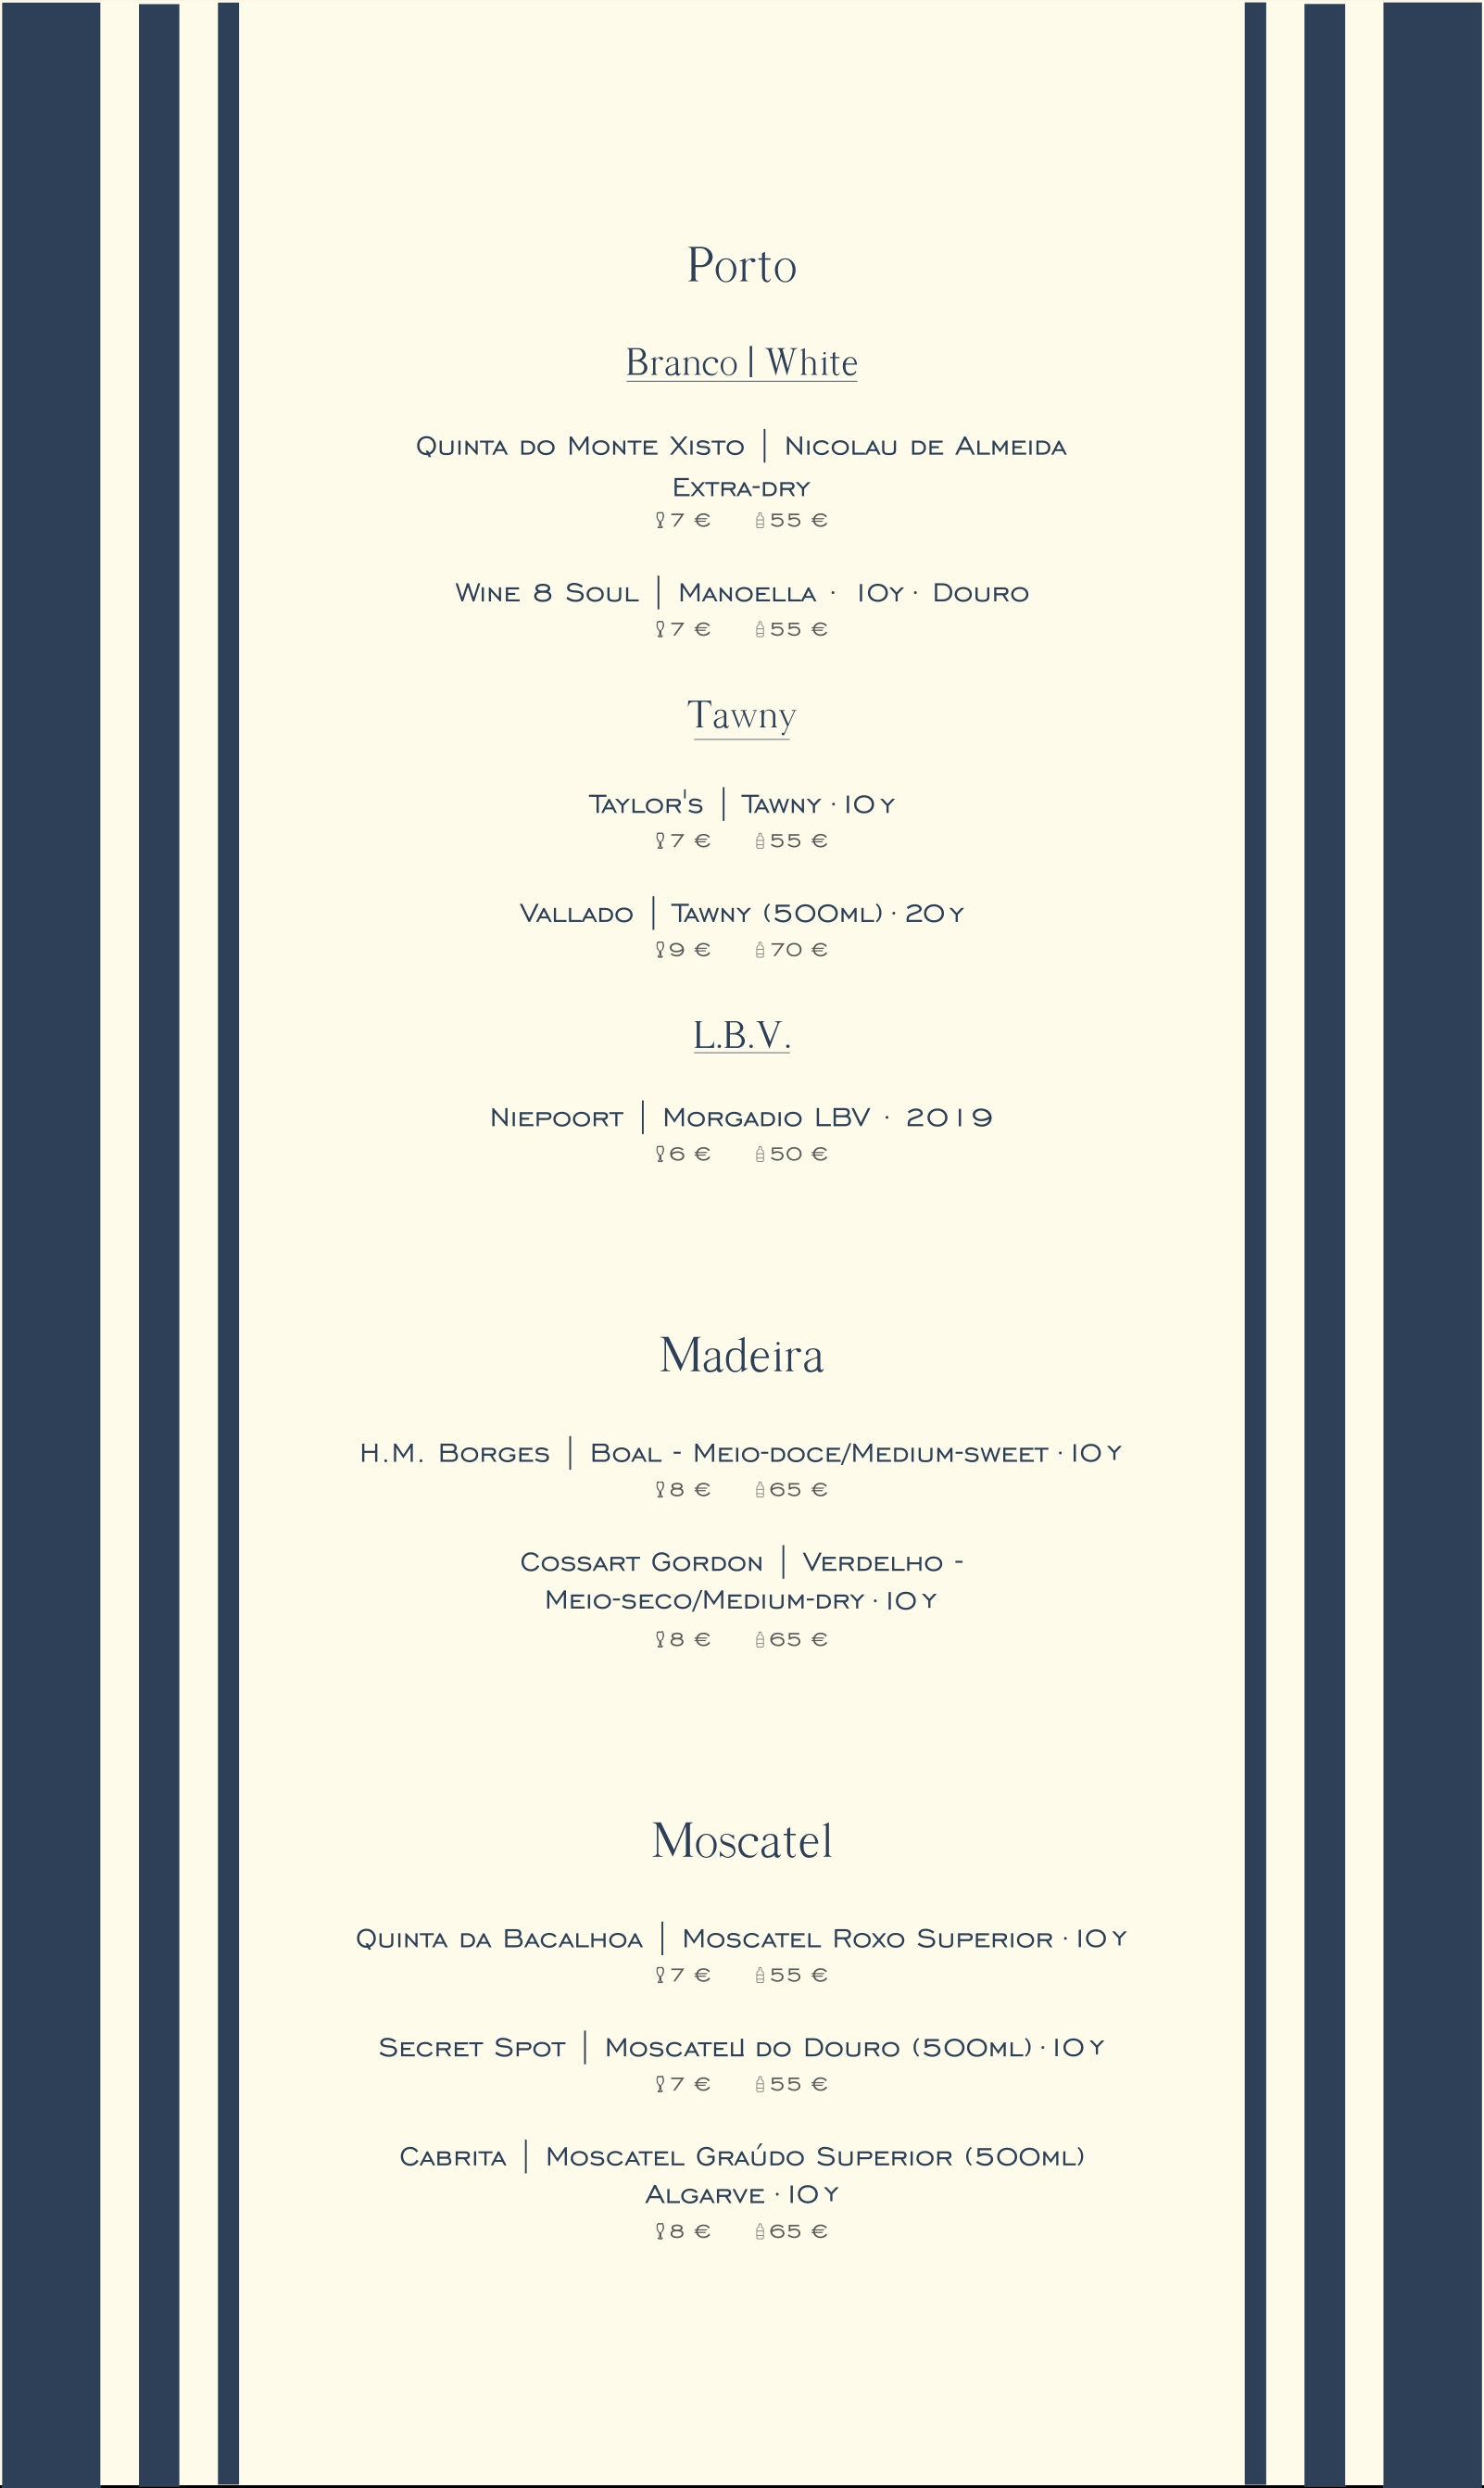 Porto
Branco | White
Quinta do Monte Xisto | Nicolau de Almeida
Extra-dry
7 € 55 €
Wine 8 Soul | Manoella · 10y · Douro
7 € 55 €
Tawny
Taylor's | Tawny · 10 y
7 € 55 €
Vallado | Tawny (500ml) · 20 y
9 € 70 €
L.B.V.
Niepoort | Morgadio LBV · 2019
6 € 50 €
Madeira
H.M. Borges | Boal - Meio-doce/Medium-sweet · 10 y
8 € 65 €
Cossart Gordon | Verdelho -
Meio-seco/Medium-dry · 10 y
8 € 65 €
Moscatel
Quinta da Bacalhoa | Moscatel Roxo Superior · 10 y
7 € 55 €
Secret Spot | Moscatel do Douro (500ml) · 10 y
7 € 55 €
Cabrita | Moscatel Graúdo Superior (500ml)
Algarve · 10 y
8 € 65 €